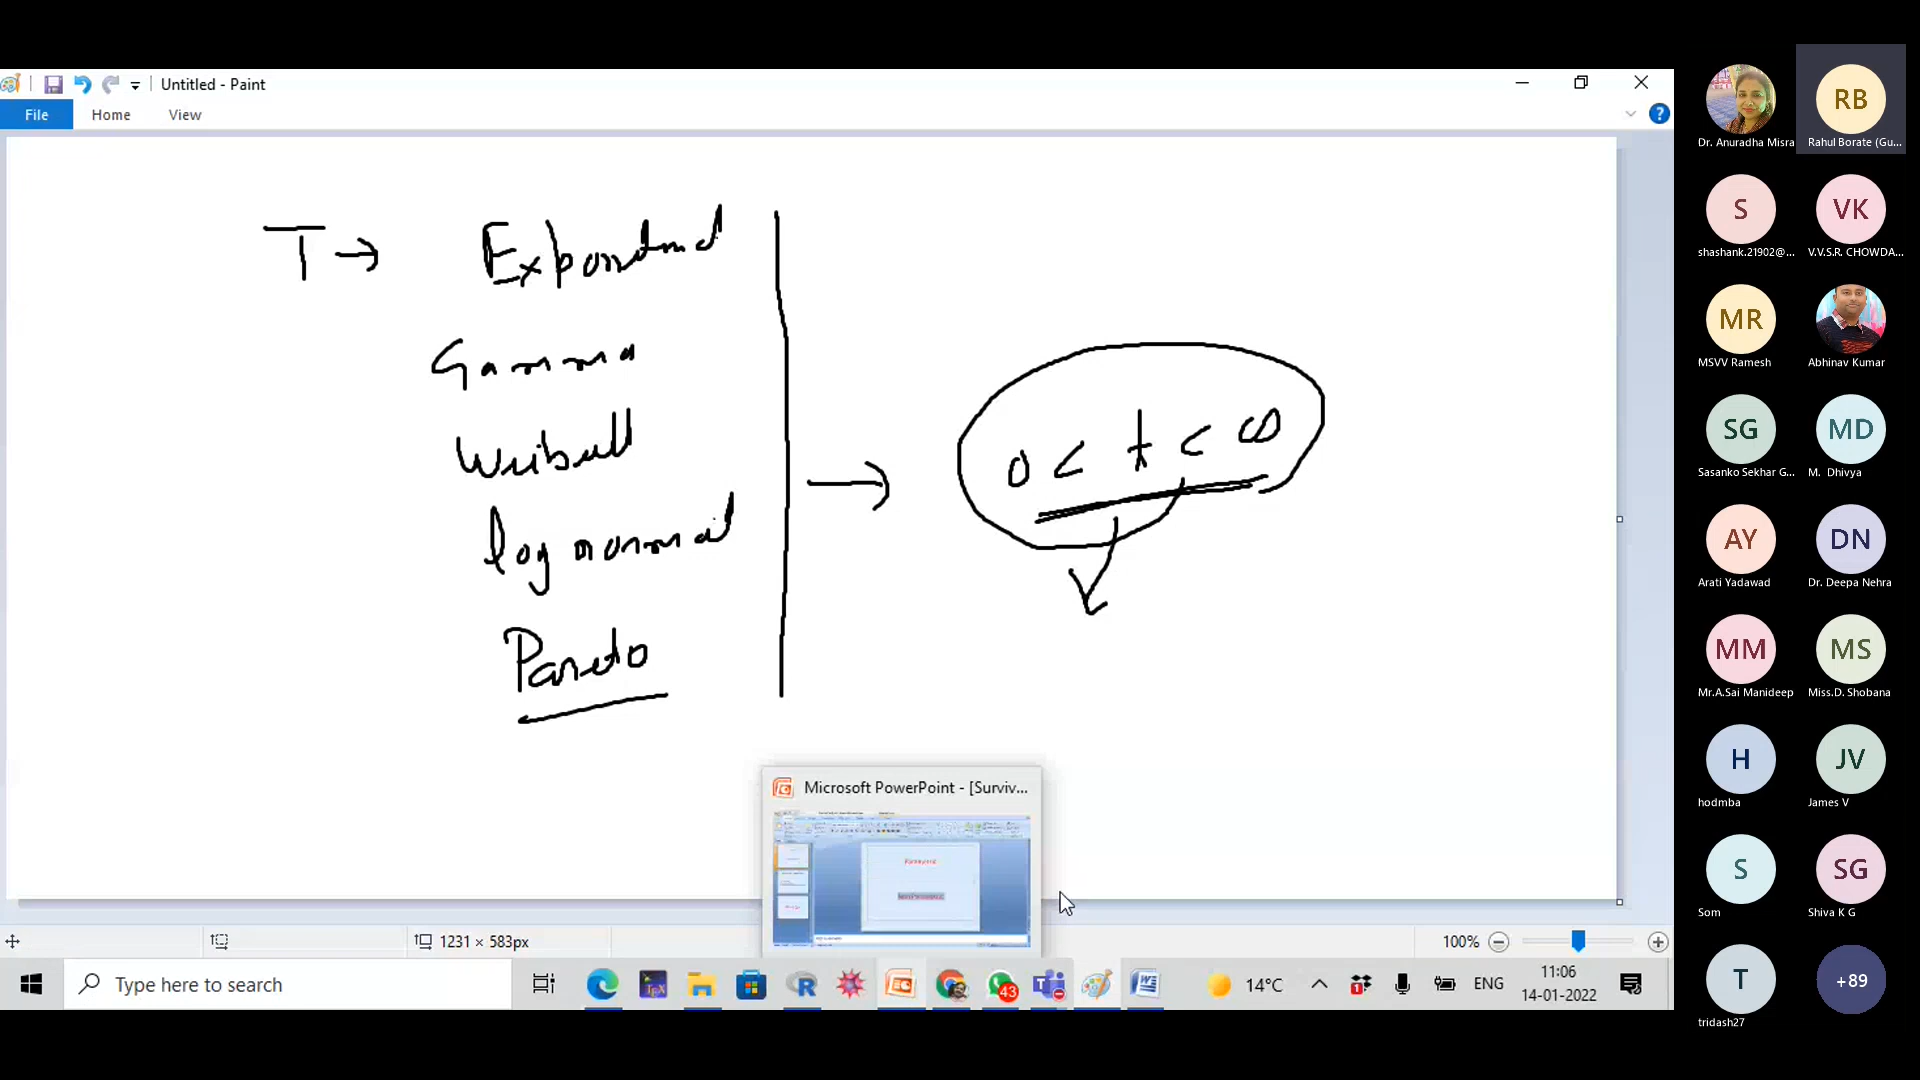 Untitled - Paint
File Home View
T → Exponential
Gamma
Weibull
log normal
Pareto
→
0 < t < ∞
Microsoft PowerPoint - [Surviv...
1231 × 583px
100%
Type here to search
14°C
ENG
11:06
14-01-2022
43
1
RB
Dr. Anuradha Misra
Rahul Borate (Gu...
S
VK
shashank.21902@...
V.V.S.R. CHOWDA...
MR
MSVV Ramesh
Abhinav Kumar
SG
MD
Sasanko Sekhar G...
M. Dhivya
AY
DN
Arati Yadawad
Dr. Deepa Nehra
MM
MS
Mr.A.Sai Manideep
Miss.D. Shobana
H
JV
hodmba
James V
S
SG
Som
Shiva K G
T
+89
tridash27